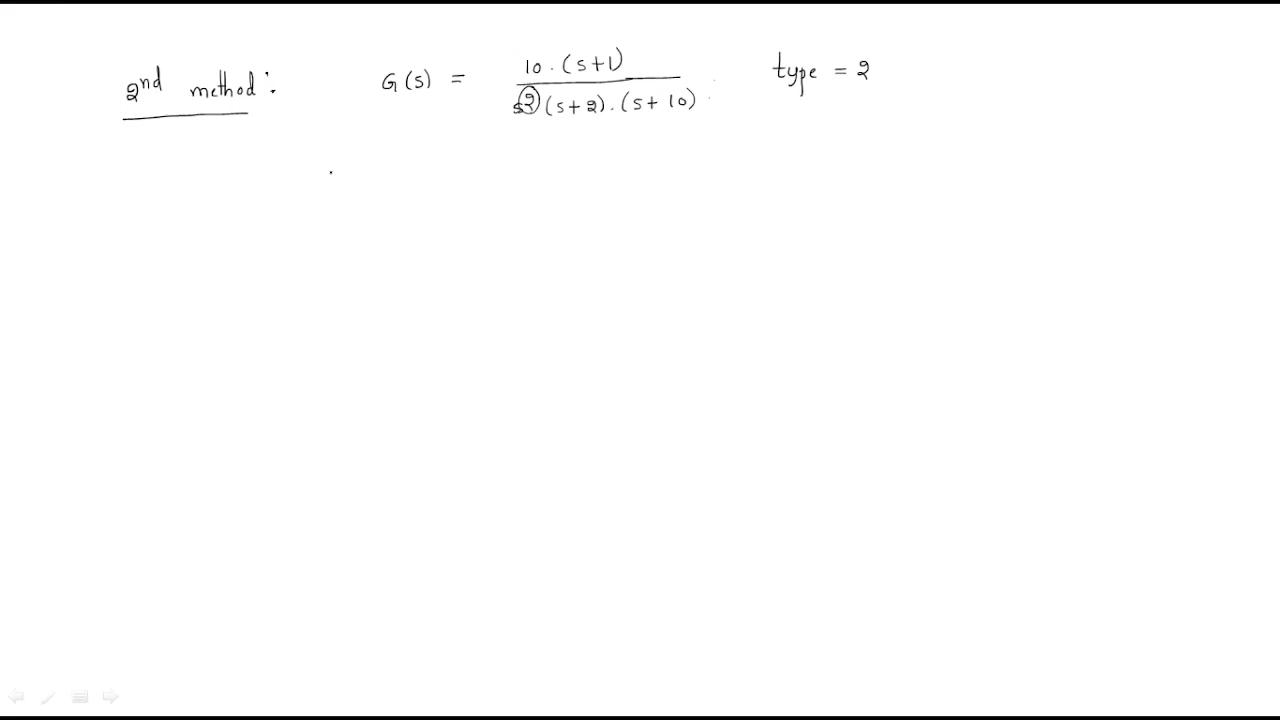 2nd method : G(s) = 10 . (s+1) / s²(s+2) . (s+10) type = 2